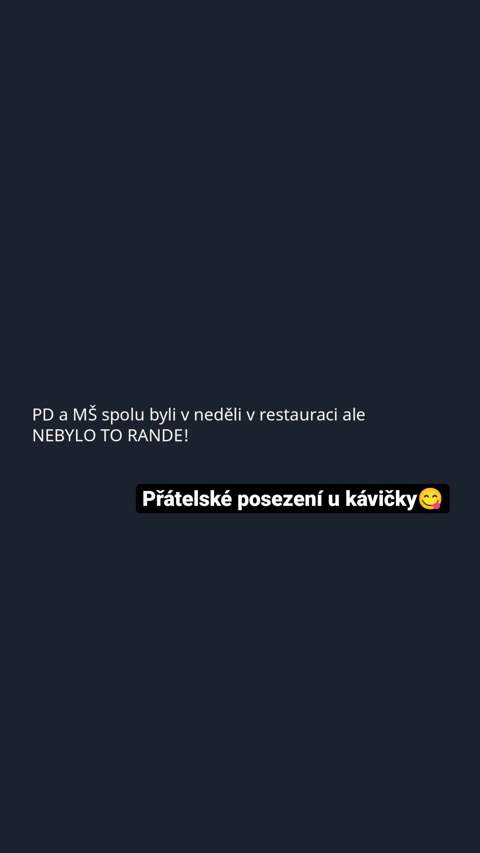 PD a MŠ spolu byli v neděli v restauraci ale
NEBYLO TO RANDE!
Přátelské posezení u kávičky😋